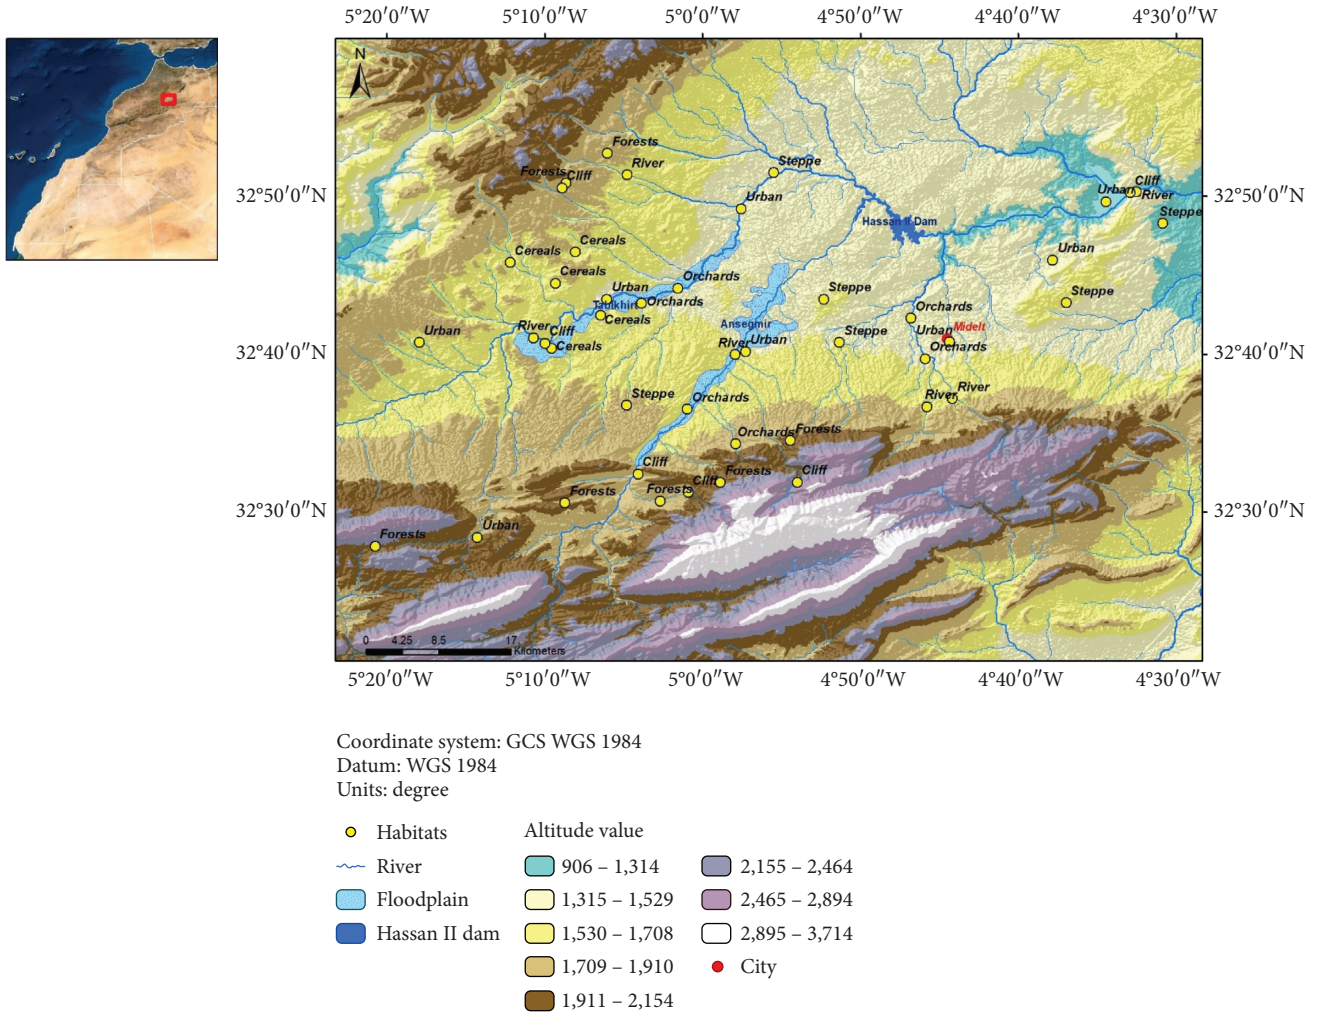 5°20′0″W 5°10′0″W 5°0′0″W 4°50′0″W 4°40′0″W 4°30′0″W
N
Forests
River
Steppe
Forests Cliff
Cliff
32°50′0″N
Urban
Urban River
32°50′0″N
Steppe
Hassan II Dam
Cereals
Cereals
Urban
Cereals
Orchards
Urban
Steppe
Steppe
Tabikhirt
Orchards
Orchards
Cereals
Ansegmir
Urban
River Cliff
Steppe
Urban
Midelt
32°40′0″N
Cereals
River Urban
Orchards
32°40′0″N
Steppe
Orchards
River
River
Orchards Forests
Cliff
Forests
Cliff
Forests
Forests Cliff
32°30′0″N
32°30′0″N
Urban
Forests
0 4.25 8.5 17
Kilometers
5°20′0″W 5°10′0″W 5°0′0″W 4°50′0″W 4°40′0″W 4°30′0″W
Coordinate system: GCS WGS 1984
Datum: WGS 1984
Units: degree
Habitats
River
Floodplain
Hassan II dam
Altitude value
906 – 1,314
1,315 – 1,529
1,530 – 1,708
1,709 – 1,910
1,911 – 2,154
2,155 – 2,464
2,465 – 2,894
2,895 – 3,714
City